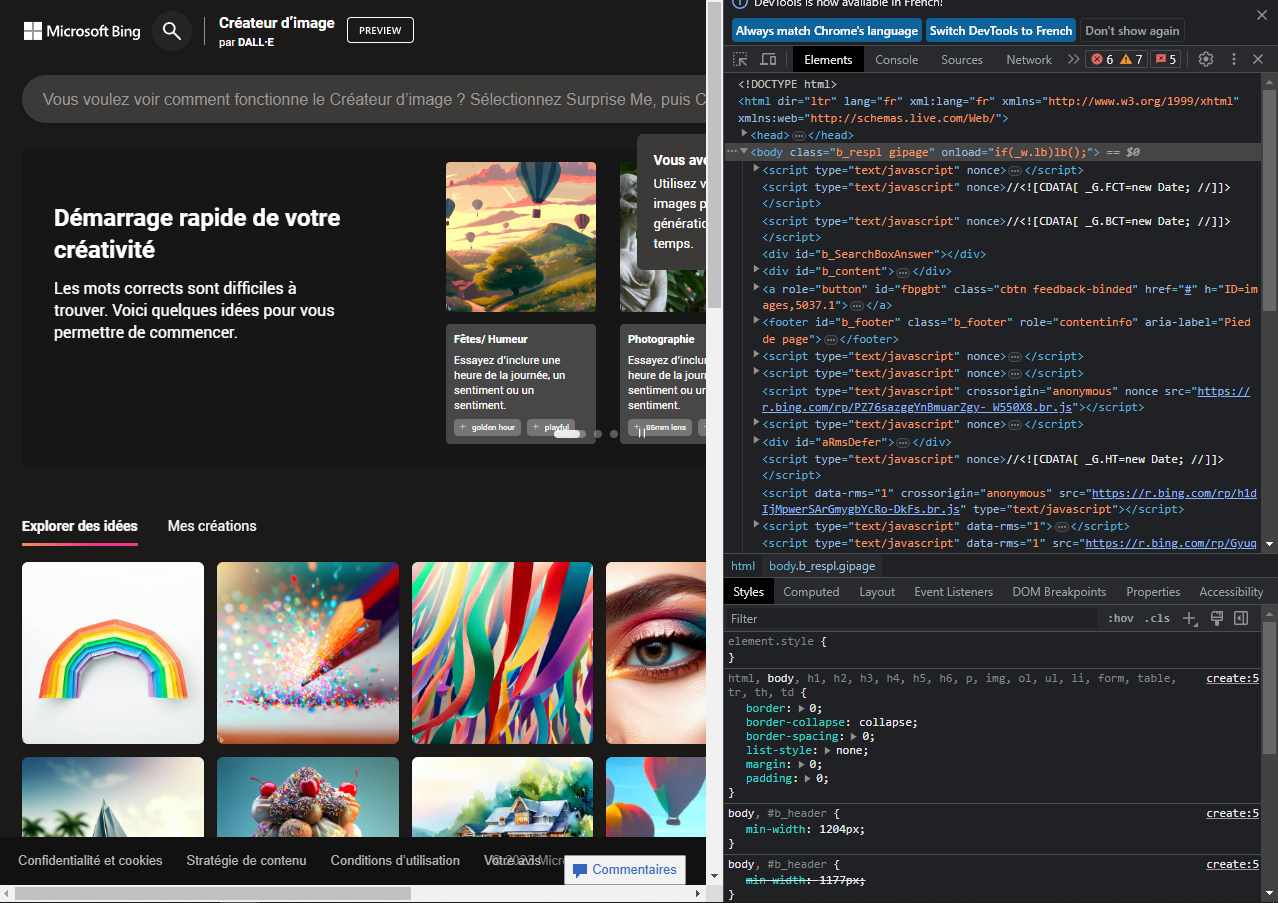 Microsoft Bing
Créateur d’image
par DALL·E
PREVIEW
Vous voulez voir comment fonctionne le Créateur d’image ? Sélectionnez Surprise Me, puis C
Démarrage rapide de votre
créativité
Les mots corrects sont difficiles à
trouver. Voici quelques idées pour vous
permettre de commencer.
Fêtes/ Humeur
Essayez d’inclure une
heure de la journée, un
sentiment ou un
sentiment.
+ golden hour
+ playful
Photographie
Essayez d’inclu
heure de la jour
sentiment ou un
sentiment.
+ 85mm lens
+
Vous ave
Utilisez v
images p
génératio
temps.
Explorer des idées
Mes créations
Confidentialité et cookies
Stratégie de contenu
Conditions d’utilisation
Votre avis
© 2023 Micro
Commentaires
DevTools is now available in French!
Always match Chrome's language
Switch DevTools to French
Don't show again
Elements
Console
Sources
Network
6
7
5
<!DOCTYPE html>
<html dir="ltr" lang="fr" xml:lang="fr" xmlns="http://www.w3.org/1999/xhtml"
xmlns:web="http://schemas.live.com/Web/">
<head>…</head>
<body class="b_respl gipage" onload="if(_w.lb)lb();"> == $0
<script type="text/javascript" nonce>…</script>
<script type="text/javascript" nonce>//<![CDATA[ _G.FCT=new Date; //]]>
</script>
<script type="text/javascript" nonce>//<![CDATA[ _G.BCT=new Date; //]]>
</script>
<div id="b_SearchBoxAnswer"></div>
<div id="b_content">…</div>
<a role="button" id="fbpgbt" class="cbtn feedback-binded" href="#" h="ID=im
ages,5037.1">…</a>
<footer id="b_footer" class="b_footer" role="contentinfo" aria-label="Pied
de page">…</footer>
<script type="text/javascript" nonce>…</script>
<script type="text/javascript" nonce>…</script>
<script type="text/javascript" crossorigin="anonymous" nonce src="https://
r.bing.com/rp/PZ76sazggYnBmuarZgy-_W550X8.br.js"></script>
<script type="text/javascript" nonce>…</script>
<div id="aRmsDefer">…</div>
<script type="text/javascript" nonce>//<![CDATA[ _G.HT=new Date; //]]>
</script>
<script data-rms="1" crossorigin="anonymous" src="https://r.bing.com/rp/h1d
IjMpwerSArGmygbYcRo-DkFs.br.js" type="text/javascript"></script>
<script type="text/javascript" data-rms="1">…</script>
<script type="text/javascript" data-rms="1" src="https://r.bing.com/rp/Gyuq
html
body.b_respl.gipage
Styles
Computed
Layout
Event Listeners
DOM Breakpoints
Properties
Accessibility
Filter
:hov
.cls
element.style {
}
html, body, h1, h2, h3, h4, h5, h6, p, img, ol, ul, li, form, table,
tr, th, td {
create:5
border: 0;
border-collapse: collapse;
border-spacing: 0;
list-style: none;
margin: 0;
padding: 0;
}
body, #b_header {
create:5
min-width: 1204px;
}
body, #b_header {
create:5
min-width: 1177px;
}